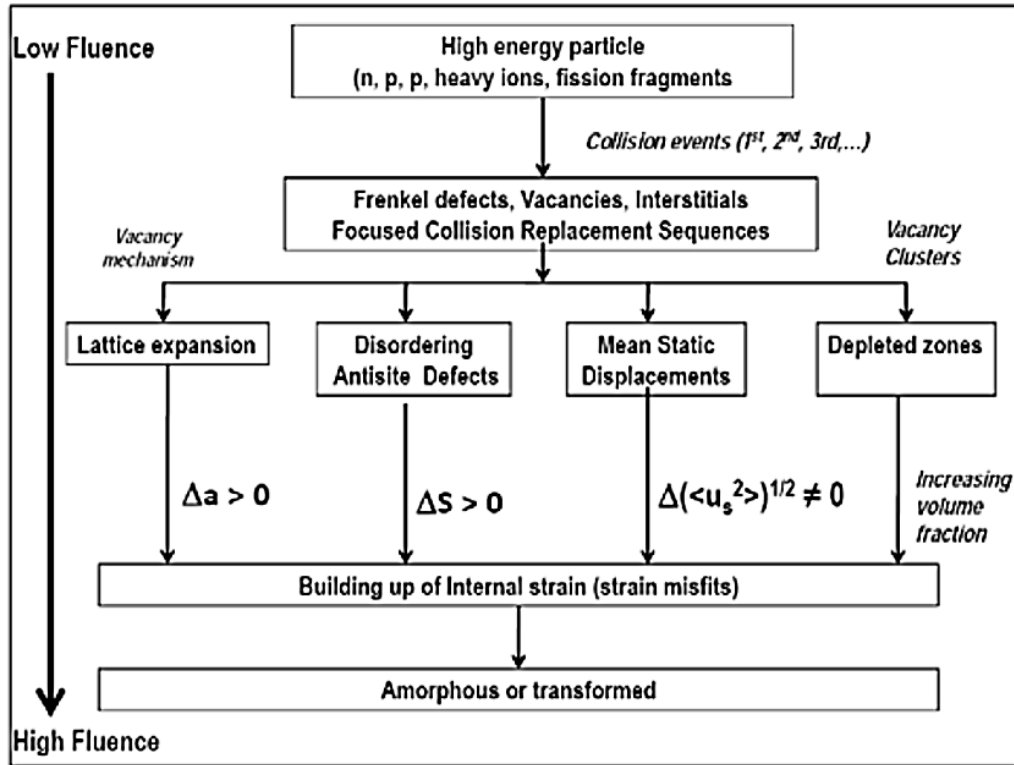 Low Fluence
High energy particle
(n, p, p, heavy ions, fission fragments
Collision events (1st, 2nd, 3rd,...)
Frenkel defects, Vacancies, Interstitials
Focused Collision Replacement Sequences
Vacancy
mechanism
Vacancy
Clusters
Lattice expansion
Disordering
Antisite Defects
Mean Static
Displacements
Depleted zones
Δa > 0
ΔS > 0
Δ(<us²>)1/2 ≠ 0
Increasing
volume
fraction
Building up of Internal strain (strain misfits)
Amorphous or transformed
High Fluence